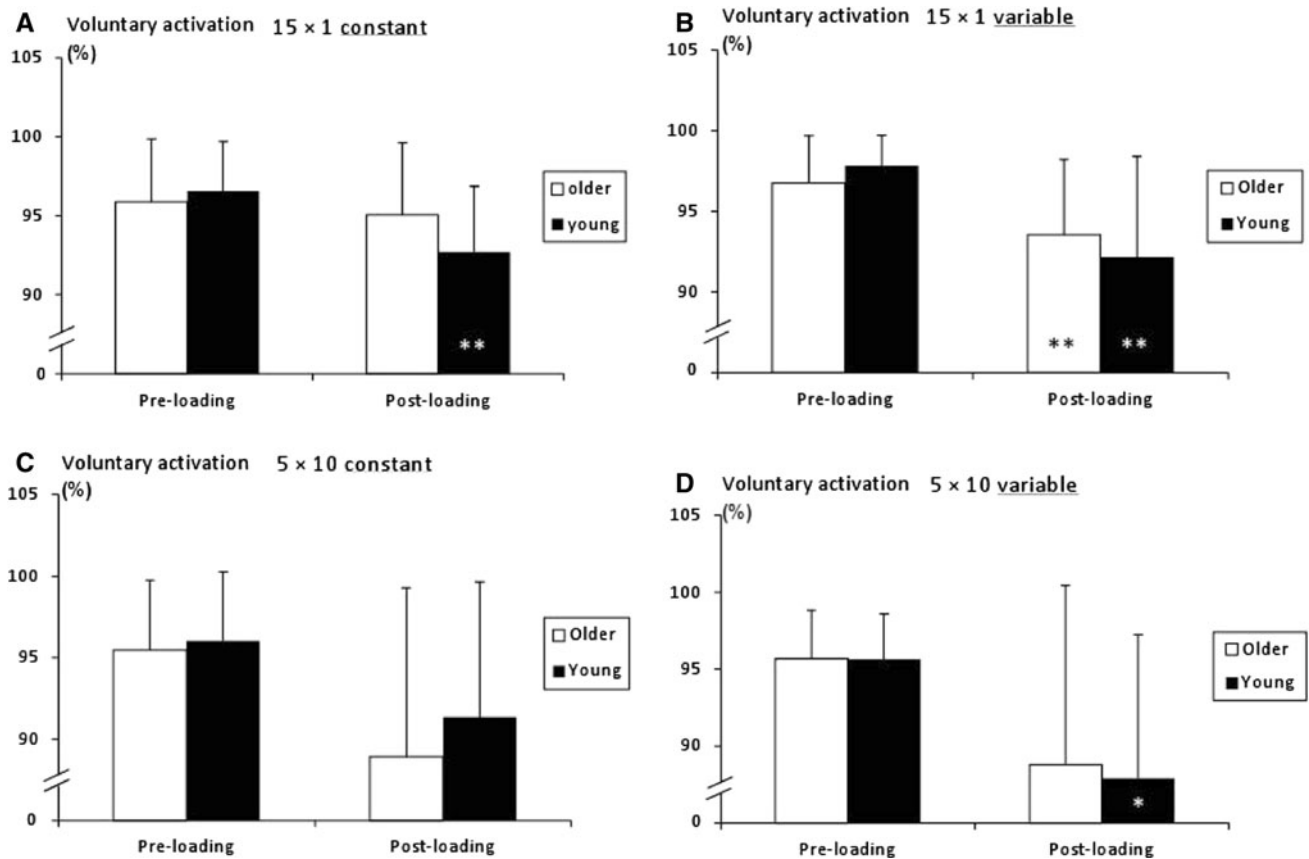 A Voluntary activation 15 × 1 constant
(%)
105
100
95
90
0
older
young
**
Pre-loading Post-loading
B Voluntary activation 15 × 1 variable
(%)
105
100
95
90
0
Older
Young
** **
Pre-loading Post-loading
C Voluntary activation 5 × 10 constant
(%)
105
100
95
90
0
Older
Young
Pre-loading Post-loading
D Voluntary activation 5 × 10 variable
(%)
105
100
95
90
0
Older
Young
*
Pre-loading Post-loading